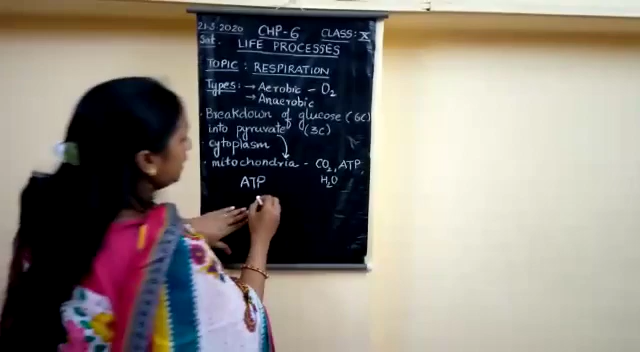 21-3-2020 CHP-6 CLASS: X
Sat. LIFE PROCESSES
TOPIC: RESPIRATION
Types: → Aerobic - O2
→ Anaerobic
· Breakdown of glucose (6C)
into pyruvate (3C)
· cytoplasm
· mitochondria - CO2, ATP,
ATP H2O